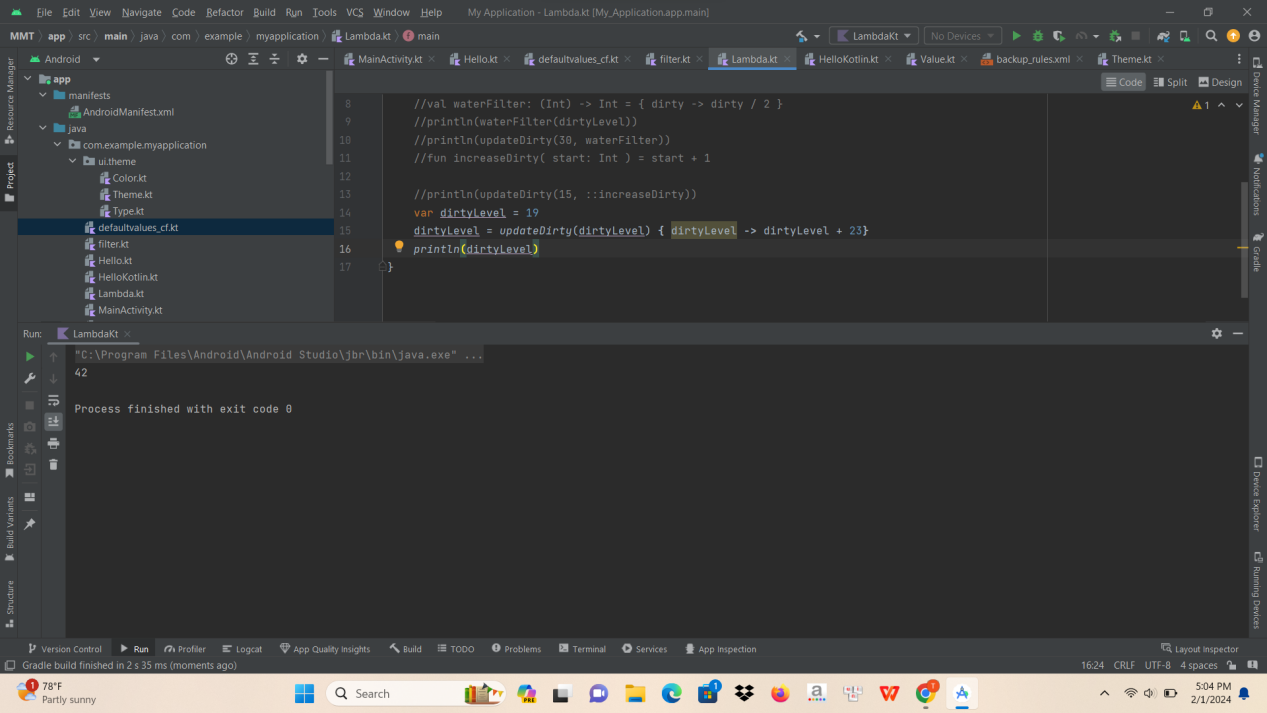 File Edit View Navigate Code Refactor Build Run Tools VCS Window Help My Application - Lambda.kt [My_Application.app.main]
MMT app src main java com example myapplication Lambda.kt main LambdaKt No Devices
Android
MainActivity.kt Hello.kt defaultvalues_cf.kt filter.kt Lambda.kt HelloKotlin.kt Value.kt backup_rules.xml Theme.kt
Code Split Design
Resource Manager
Project
Bookmarks
Build Variants
Structure
app
manifests
AndroidManifest.xml
java
com.example.myapplication
ui.theme
Color.kt
Theme.kt
Type.kt
defaultvalues_cf.kt
filter.kt
Hello.kt
HelloKotlin.kt
Lambda.kt
MainActivity.kt
8 //val waterFilter: (Int) -> Int = { dirty -> dirty / 2 }
9 //println(waterFilter(dirtyLevel))
10 //println(updateDirty(30, waterFilter))
11 //fun increaseDirty( start: Int ) = start + 1
12
13 //println(updateDirty(15, ::increaseDirty))
14 var dirtyLevel = 19
15 dirtyLevel = updateDirty(dirtyLevel) { dirtyLevel -> dirtyLevel + 23}
16 println(dirtyLevel)
17 }
1
Device Manager
Notifications
Gradle
Device Explorer
Running Devices
Run: LambdaKt
"C:\Program Files\Android\Android Studio\jbr\bin\java.exe" ...
42
Process finished with exit code 0
Version Control Run Profiler Logcat App Quality Insights Build TODO Problems Terminal Services App Inspection Layout Inspector
Gradle build finished in 2 s 35 ms (moments ago) 16:24 CRLF UTF-8 4 spaces
1 78°F
Partly sunny
Search
PRE
1
a
W
T
5:04 PM
2/1/2024